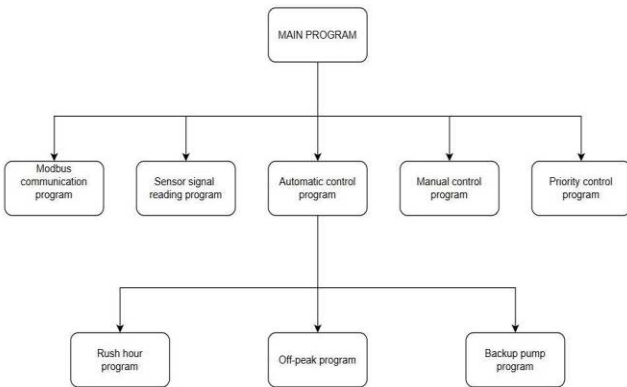 MAIN PROGRAM
Modbus
communication
program
Sensor signal
reading program
Automatic control
program
Manual control
program
Priority control
program
Rush hour
program
Off-peak program
Backup pump
program